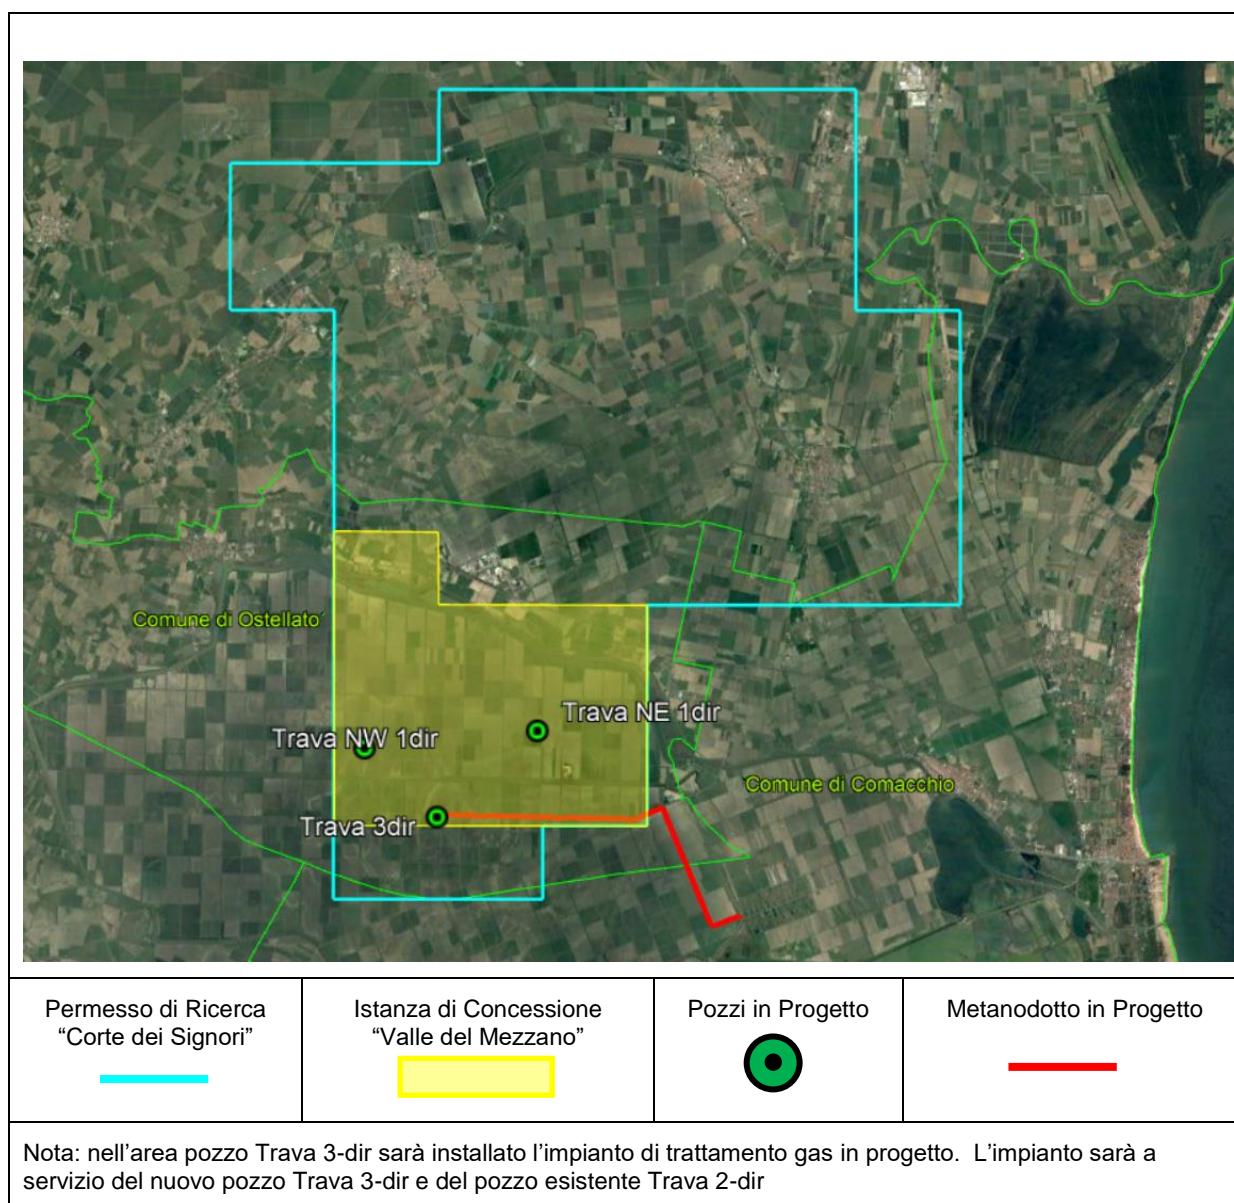 Comune di Ostellato
Trava NE 1dir
Trava NW 1dir
Comune di Comacchio
Trava 3dir
Permesso di Ricerca
“Corte dei Signori”
Istanza di Concessione
“Valle del Mezzano”
Pozzi in Progetto
Metanodotto in Progetto
Nota: nell’area pozzo Trava 3-dir sarà installato l’impianto di trattamento gas in progetto.  L’impianto sarà a
servizio del nuovo pozzo Trava 3-dir e del pozzo esistente Trava 2-dir